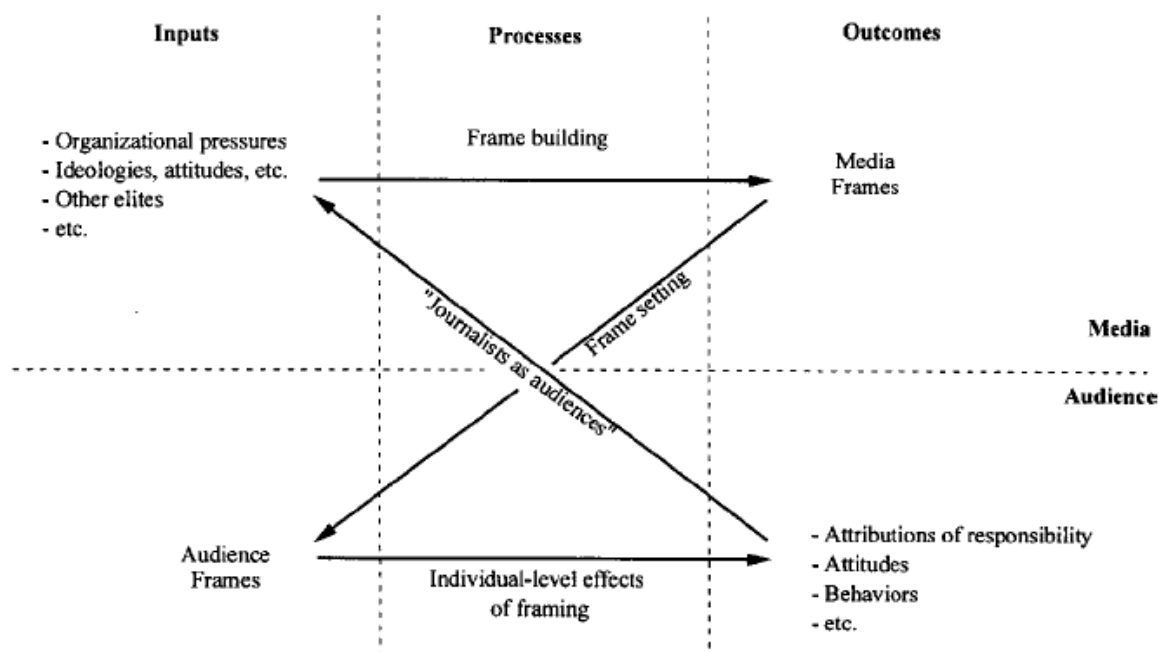 Inputs
Processes
Outcomes
- Organizational pressures
- Ideologies, attitudes, etc.
- Other elites
- etc.
Frame building
Media
Frames
"Journalists as audiences"
Frame setting
Media
Audience
Audience
Frames
Individual-level effects
of framing
- Attributions of responsibility
- Attitudes
- Behaviors
- etc.